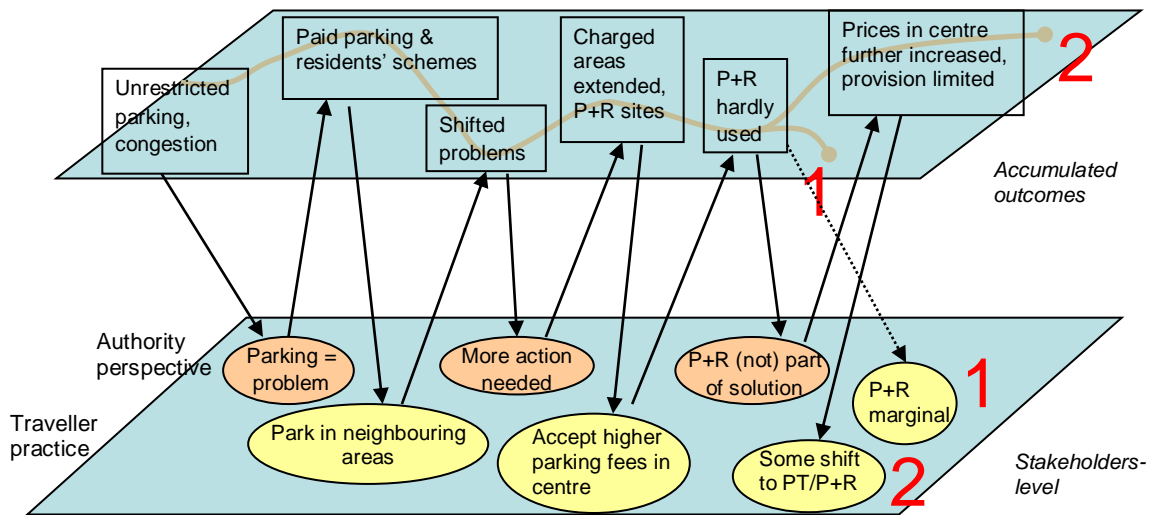 Unrestricted
parking,
congestion
Paid parking &
residents' schemes
Shifted
problems
Charged
areas
extended,
P+R sites
P+R
hardly
used
Prices in centre
further increased,
provision limited
2
1
Accumulated
outcomes
Authority
perspective
Parking =
problem
More action
needed
P+R (not) part
of solution
P+R
marginal
1
Traveller
practice
Park in neighbouring
areas
Accept higher
parking fees in
centre
Some shift
to PT/P+R
2
Stakeholders-
level